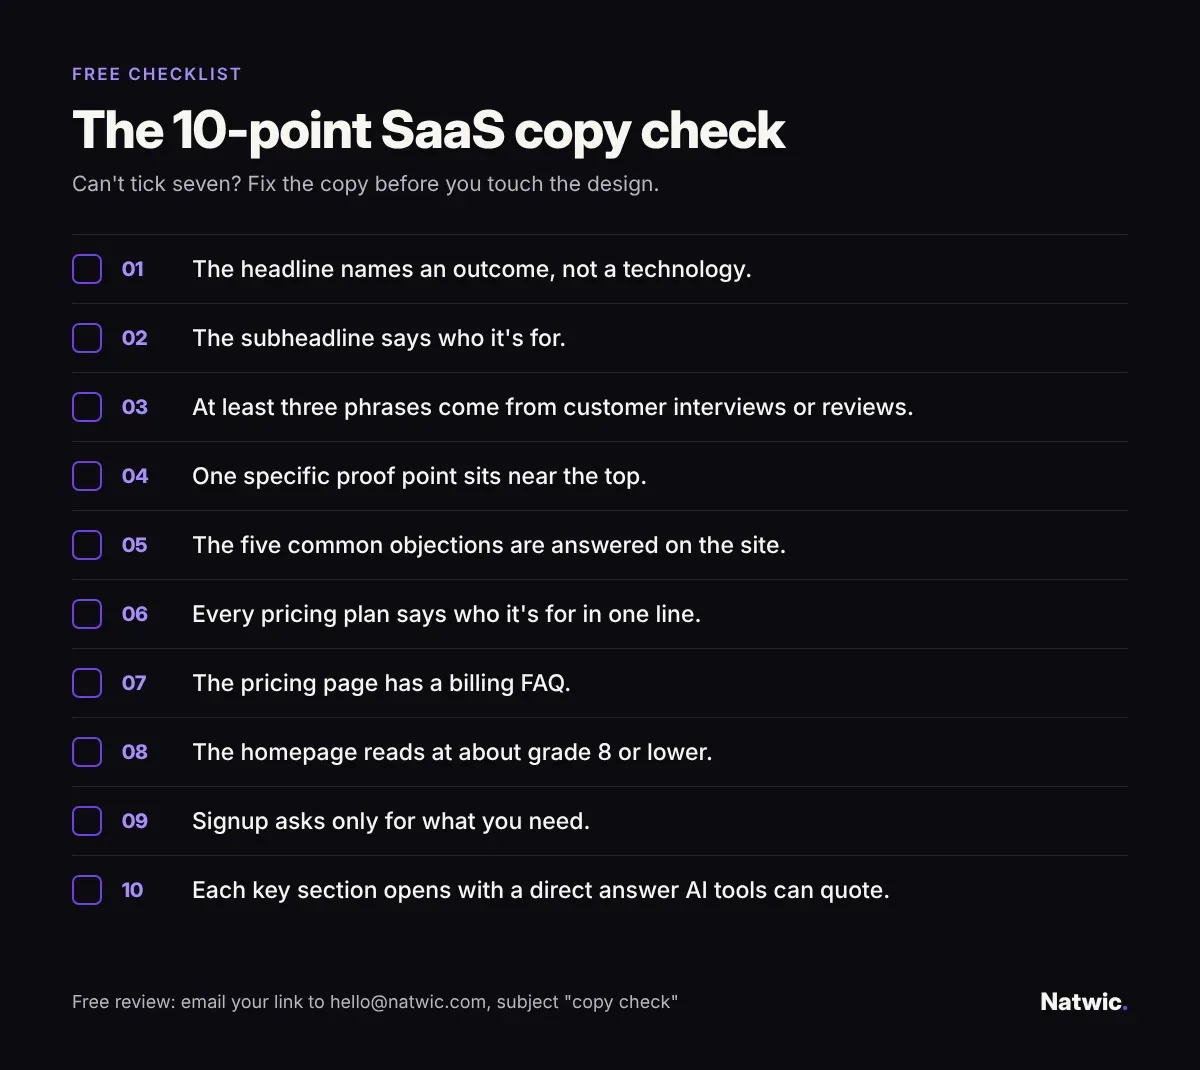 FREE CHECKLIST
The 10-point SaaS copy check
Can't tick seven? Fix the copy before you touch the design.
01 The headline names an outcome, not a technology.
02 The subheadline says who it's for.
03 At least three phrases come from customer interviews or reviews.
04 One specific proof point sits near the top.
05 The five common objections are answered on the site.
06 Every pricing plan says who it's for in one line.
07 The pricing page has a billing FAQ.
08 The homepage reads at about grade 8 or lower.
09 Signup asks only for what you need.
10 Each key section opens with a direct answer AI tools can quote.
Free review: email your link to hello@natwic.com, subject "copy check"
Natwic.